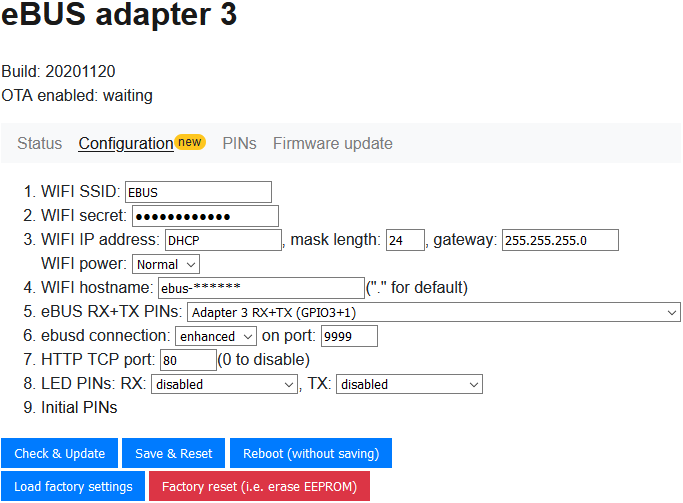 eBUS adapter 3
Build: 20201120
OTA enabled: waiting
Status Configuration new PINs Firmware update
1. WIFI SSID: EBUS
2. WIFI secret: ●●●●●●●●●●●●
3. WIFI IP address: DHCP, mask length: 24, gateway: 255.255.255.0
WIFI power: Normal
4. WIFI hostname: ebus-****** ("." for default)
5. eBUS RX+TX PINs: Adapter 3 RX+TX (GPIO3+1)
6. ebusd connection: enhanced on port: 9999
7. HTTP TCP port: 80 (0 to disable)
8. LED PINs: RX: disabled, TX: disabled
9. Initial PINs
Check & Update Save & Reset Reboot (without saving)
Load factory settings Factory reset (i.e. erase EEPROM)